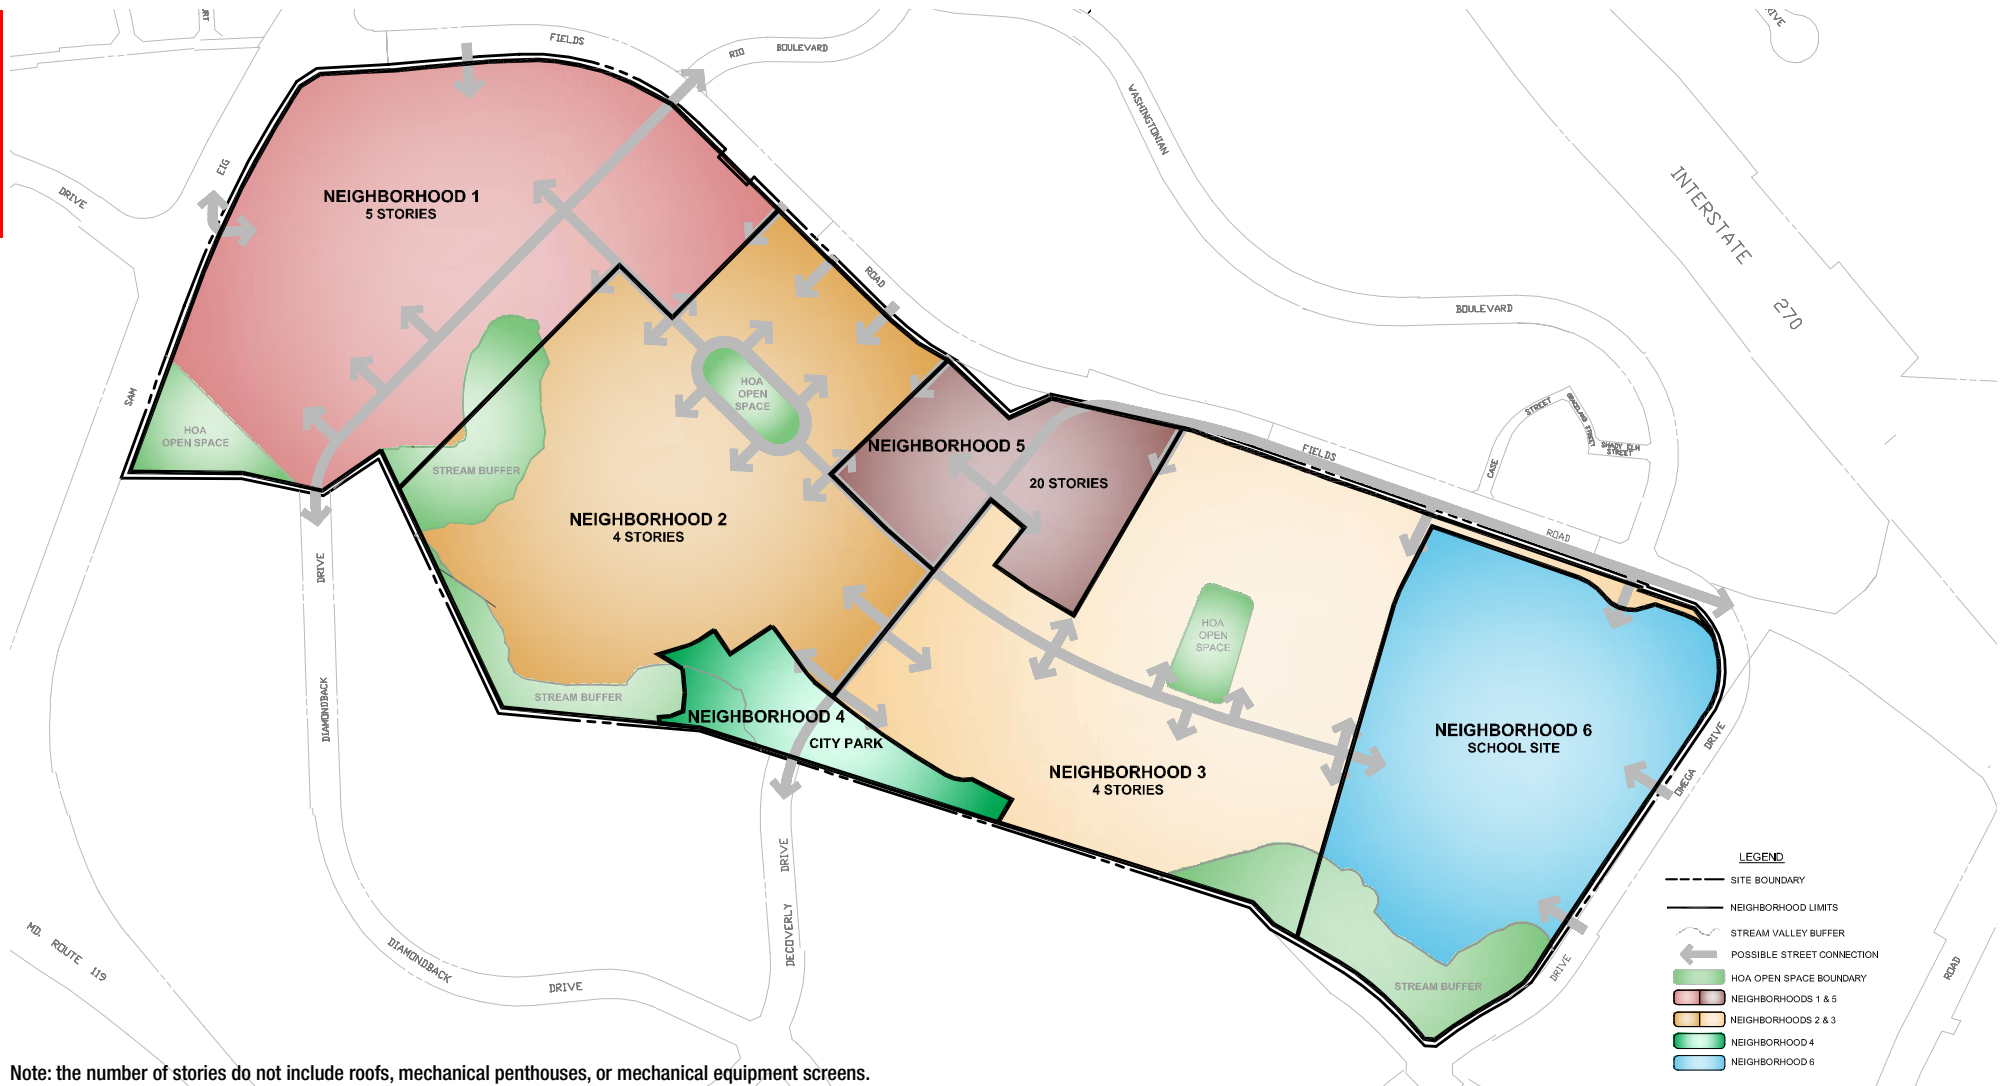 DRIVE
RT
FIELDS
RIO
BOULEVARD
DRIVE
WASHINGTONIAN
INTERSTATE
270
EIG
DRIVE
SAM
ROAD
BOULEVARD
NEIGHBORHOOD 1
5 STORIES
HOA
OPEN SPACE
STREAM BUFFER
HOA
OPEN
SPACE
NEIGHBORHOOD 5
20 STORIES
NEIGHBORHOOD 2
4 STORIES
FIELDS
ROAD
CASE
STREET
GRACELAND STREET
SHADY ELM
STREET
HOA
OPEN
SPACE
STREAM BUFFER
NEIGHBORHOOD 4
CITY PARK
NEIGHBORHOOD 3
4 STORIES
NEIGHBORHOOD 6
SCHOOL SITE
STREAM BUFFER
DRIVE
DIAMONDBACK
DIAMONDBACK
DRIVE
DRIVE
DECOVERLY
DRIVE
OMEGA
DRIVE
ROAD
MD. ROUTE 119
LEGEND
SITE BOUNDARY
NEIGHBORHOOD LIMITS
STREAM VALLEY BUFFER
POSSIBLE STREET CONNECTION
HOA OPEN SPACE BOUNDARY
NEIGHBORHOODS 1 & 5
NEIGHBORHOODS 2 & 3
NEIGHBORHOOD 4
NEIGHBORHOOD 6
Note: the number of stories do not include roofs, mechanical penthouses, or mechanical equipment screens.